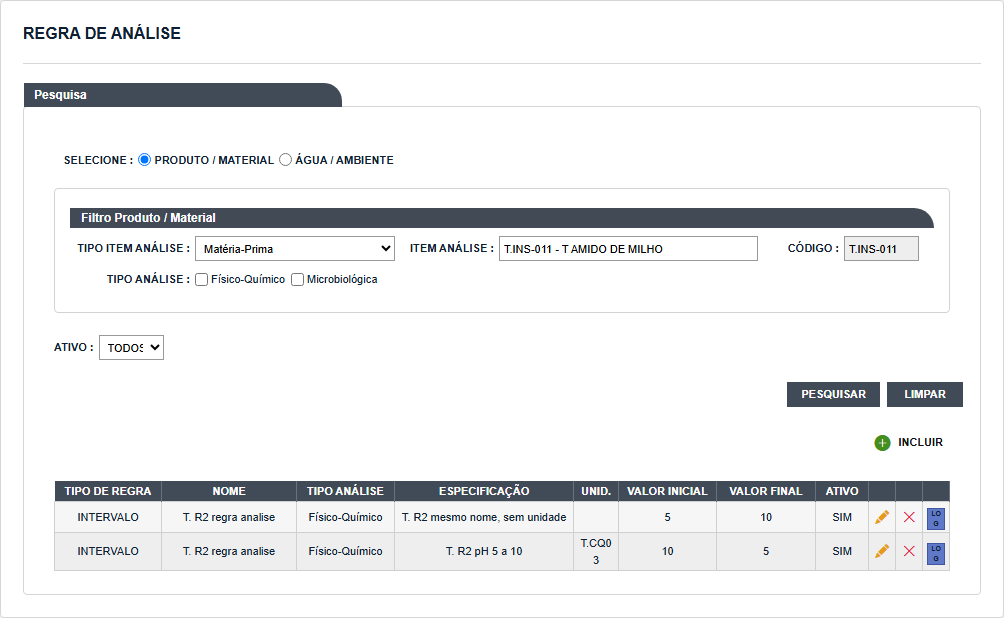 REGRA DE ANÁLISE
Pesquisa
SELECIONE : PRODUTO / MATERIAL ÁGUA / AMBIENTE
Filtro Produto / Material
TIPO ITEM ANÁLISE : Matéria-Prima ITEM ANÁLISE : T.INS-011 - T AMIDO DE MILHO CÓDIGO : T.INS-011
TIPO ANÁLISE : Físico-Químico Microbiológica
ATIVO : TODOS
PESQUISAR LIMPAR
INCLUIR
TIPO DE REGRA NOME TIPO ANÁLISE ESPECIFICAÇÃO UNID. VALOR INICIAL VALOR FINAL ATIVO
INTERVALO T. R2 regra analise Físico-Químico T. R2 mesmo nome, sem unidade 5 10 SIM LOG
INTERVALO T. R2 regra analise Físico-Químico T. R2 pH 5 a 10 T.CQ03 10 5 SIM LOG